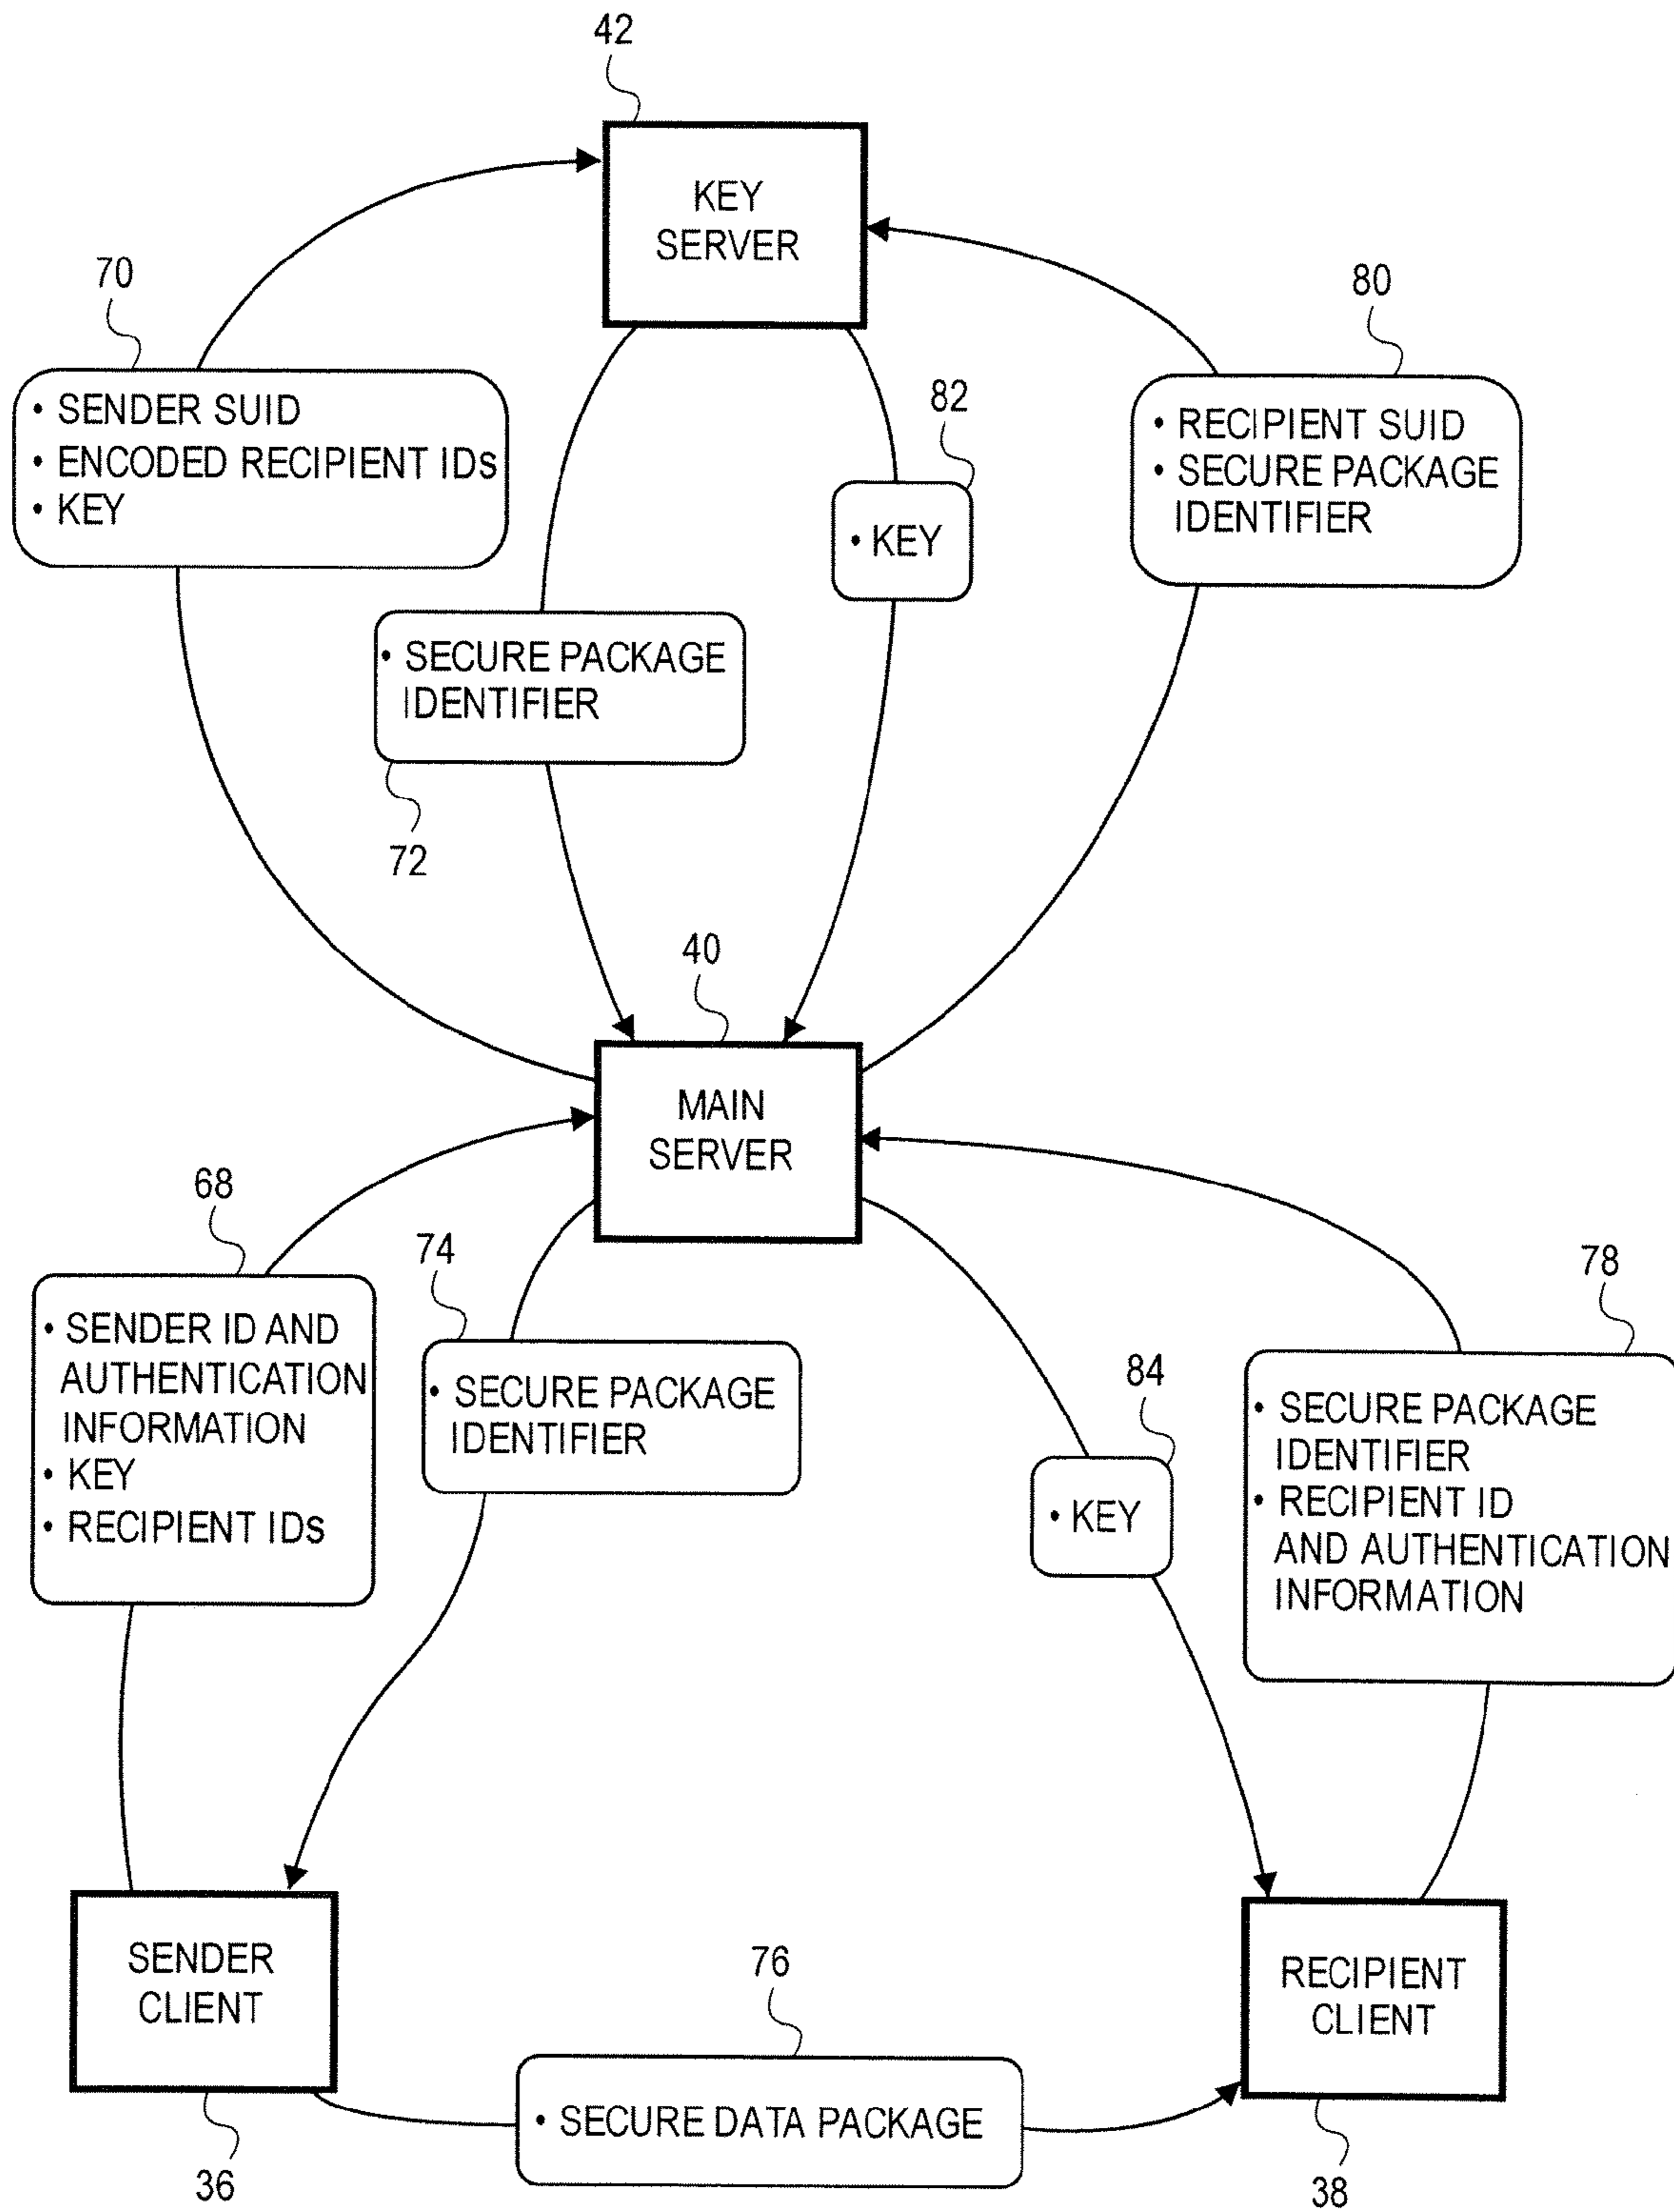 42
KEY
SERVER
70
• SENDER SUID
• ENCODED RECIPIENT IDs
• KEY
80
• RECIPIENT SUID
• SECURE PACKAGE
IDENTIFIER
82
• KEY
• SECURE PACKAGE
IDENTIFIER
72
40
MAIN
SERVER
68
• SENDER ID AND
AUTHENTICATION
INFORMATION
• KEY
• RECIPIENT IDs
74
• SECURE PACKAGE
IDENTIFIER
84
• KEY
78
• SECURE PACKAGE
IDENTIFIER
• RECIPIENT ID
AND AUTHENTICATION
INFORMATION
SENDER
CLIENT
36
76
• SECURE DATA PACKAGE
RECIPIENT
CLIENT
38